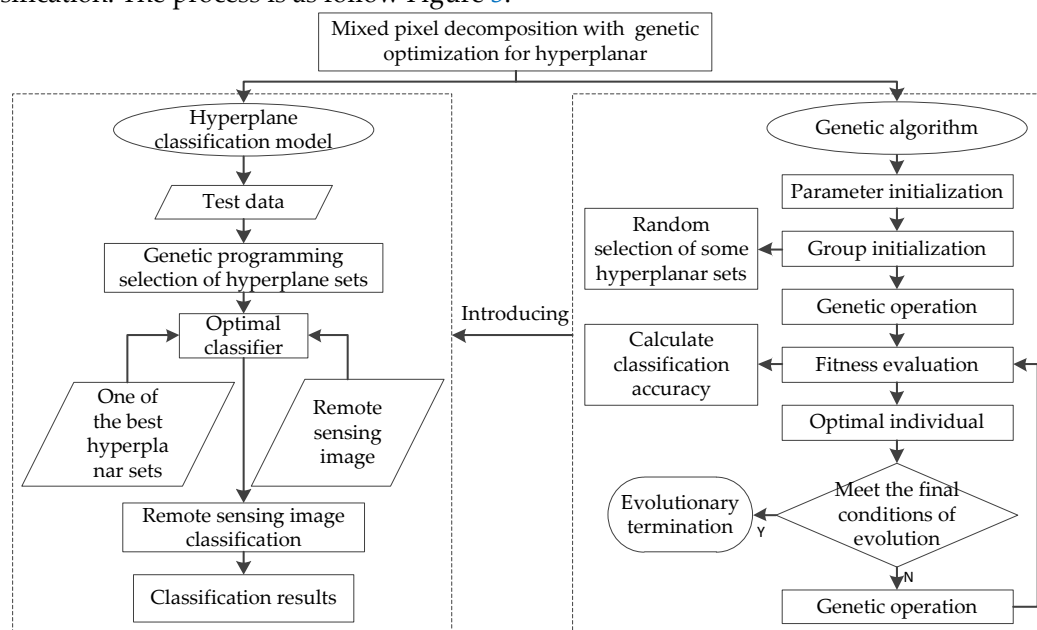 sification. The process is as follow Figure 5.
Mixed pixel decomposition with genetic
optimization for hyperplanar
Hyperplane
classification model
Test data
Genetic programming
selection of hyperplane sets
Optimal
classifier
One of
the best
hyperpla
nar sets
Remote
sensing
image
Remote sensing image
classification
Classification results
Introducing
Genetic algorithm
Parameter initialization
Random
selection of some
hyperplanar sets
Group initialization
Genetic operation
Calculate
classification
accuracy
Fitness evaluation
Optimal individual
Meet the final
conditions of
evolution
Evolutionary
termination
Y
N
Genetic operation